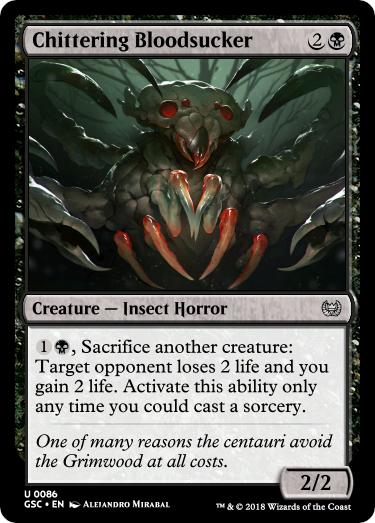 Chittering Bloodsucker 2
Creature — Insect Horror
1, Sacrifice another creature:
Target opponent loses 2 life and you
gain 2 life. Activate this ability only
any time you could cast a sorcery.
One of many reasons the centauri avoid
the Grimwood at all costs.
2/2
U 0086
GSC • EN Alejandro Mirabal
™ & © 2018 Wizards of the Coast